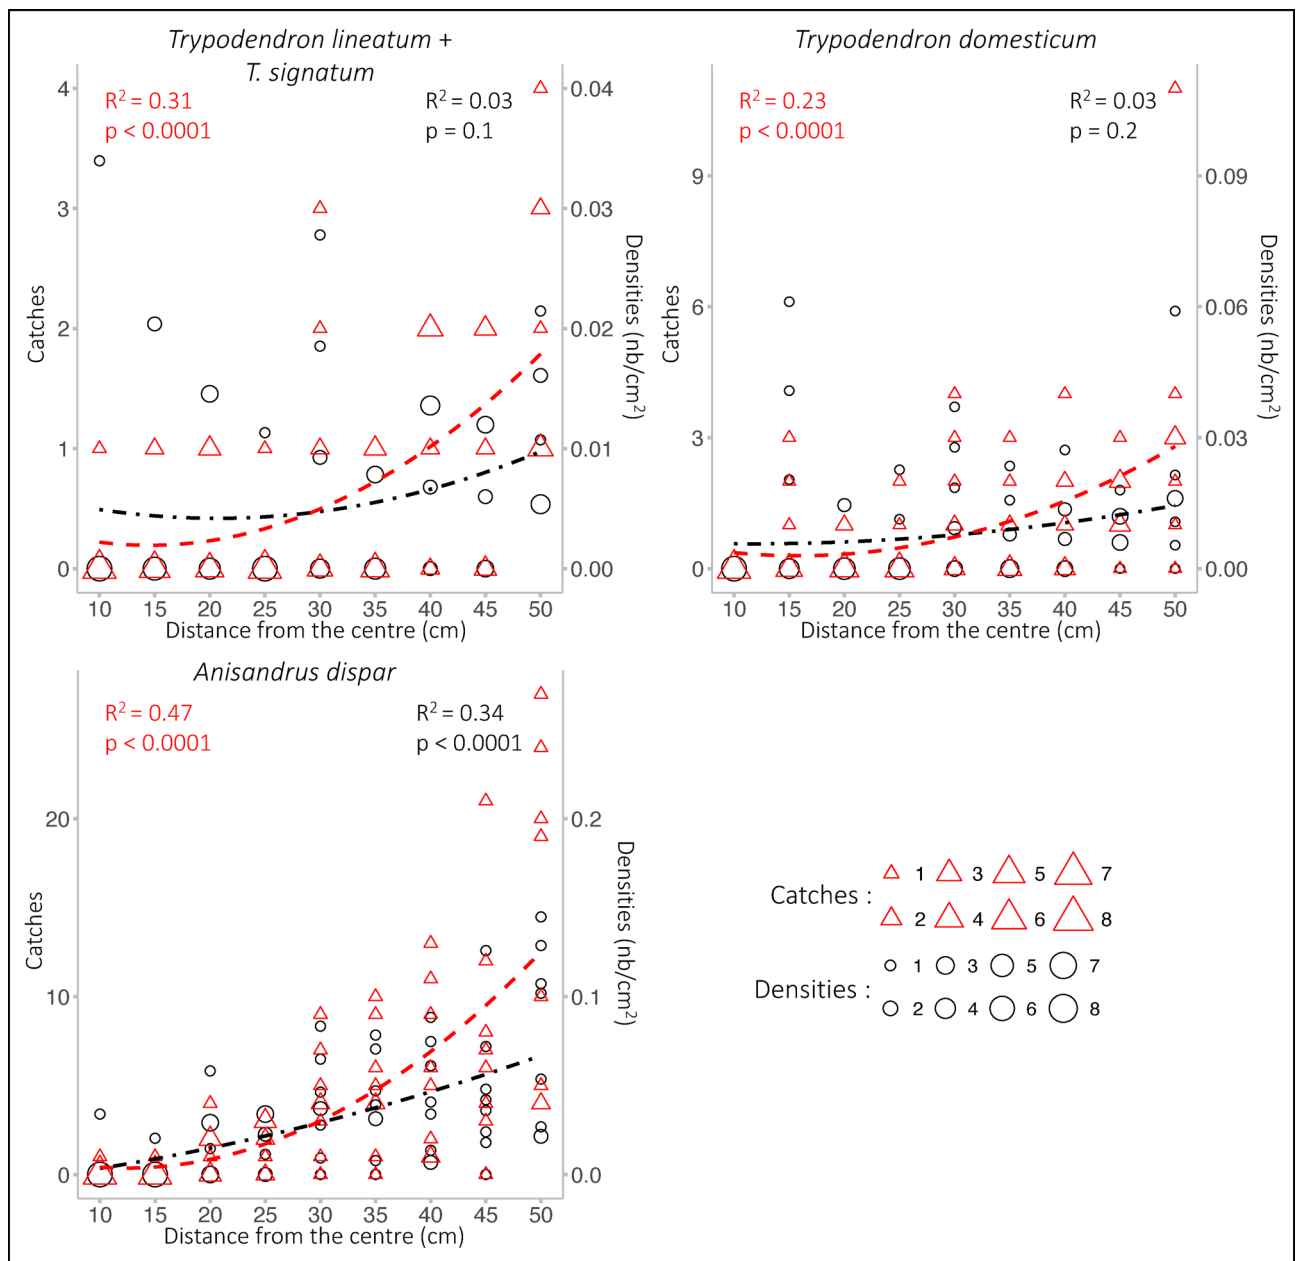 Trypodendron lineatum +
T. signatum
R² = 0.31
p < 0.0001
R² = 0.03
p = 0.1
Catches
4
3
2
1
0
0.04
0.03
0.02
0.01
0.00
Densities (nb/cm²)
10 15 20 25 30 35 40 45 50
Distance from the centre (cm)
Trypodendron domesticum
R² = 0.23
p < 0.0001
R² = 0.03
p = 0.2
Catches
9
6
3
0
0.09
0.06
0.03
0.00
Densities (nb/cm²)
10 15 20 25 30 35 40 45 50
Distance from the centre (cm)
Anisandrus dispar
R² = 0.47
p < 0.0001
R² = 0.34
p < 0.0001
Catches
20
10
0
0.2
0.1
0.0
Densities (nb/cm²)
10 15 20 25 30 35 40 45 50
Distance from the centre (cm)
Catches :
1 3 5 7
2 4 6 8
Densities :
1 3 5 7
2 4 6 8